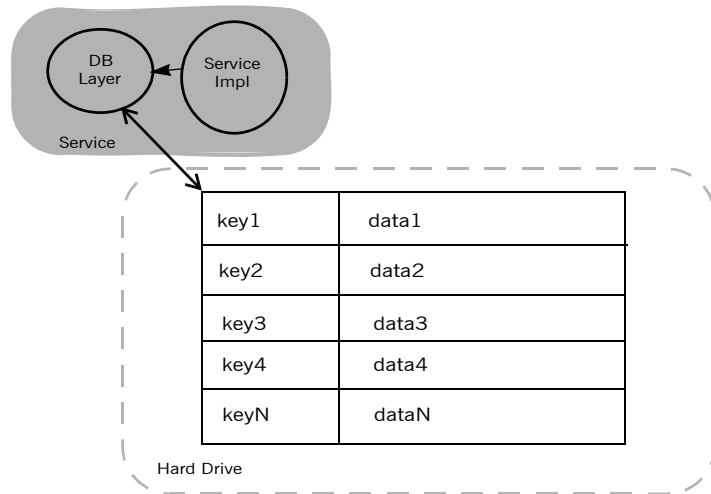 DB
Layer
Service
Impl
Service
key1 data1
key2 data2
key3 data3
key4 data4
keyN dataN
Hard Drive